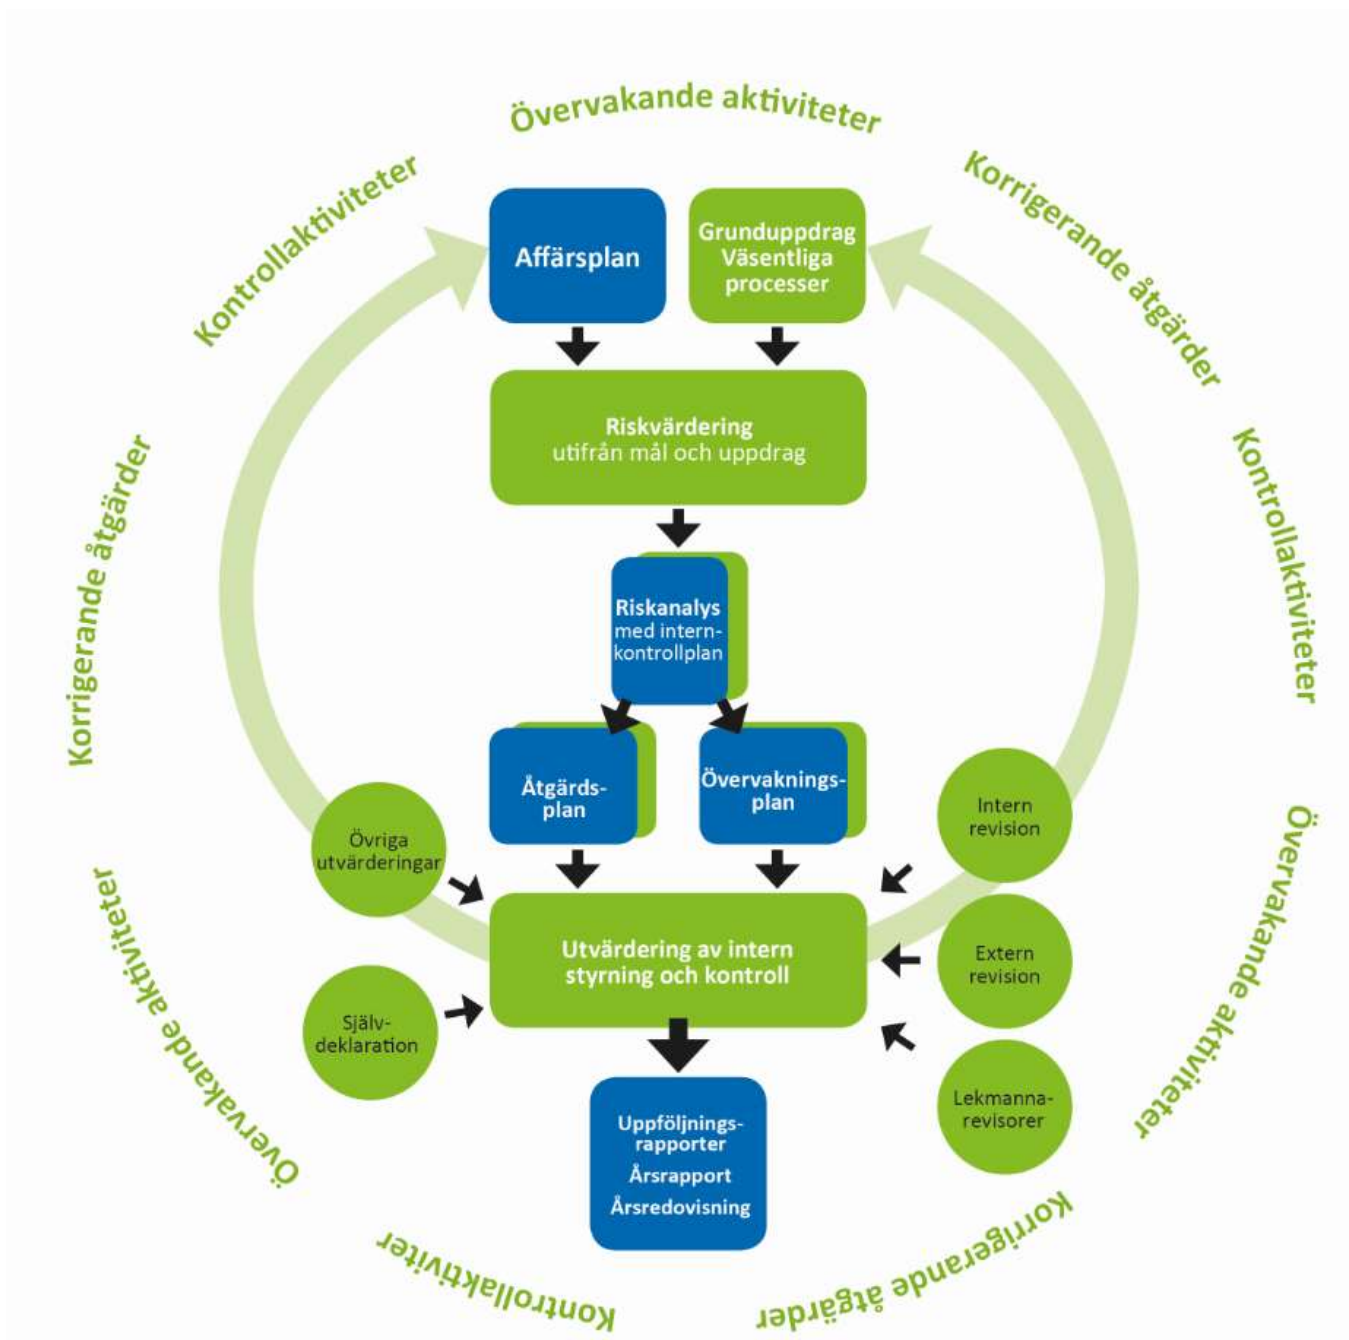 Övervakande aktiviteter
Korrigerande åtgärder
Kontrollaktiviteter
Övervakande aktiviteter
Korrigerande åtgärder
Kontrollaktiviter
Övervakande aktiviteter
Korrigerande åtgärder
Kontrollaktiviteter
Affärsplan
Grunduppdrag
Väsentliga
processer
Riskvärdering
utifrån mål och uppdrag
Riskanalys
med intern-
kontrollplan
Åtgärds-
plan
Övervaknings-
plan
Övriga
utvärderingar
Själv-
deklaration
Utvärdering av intern
styrning och kontroll
Intern
revision
Extern
revision
Lekmanna-
revisorer
Uppföljnings-
rapporter
Årsrapport
Årsredovisning